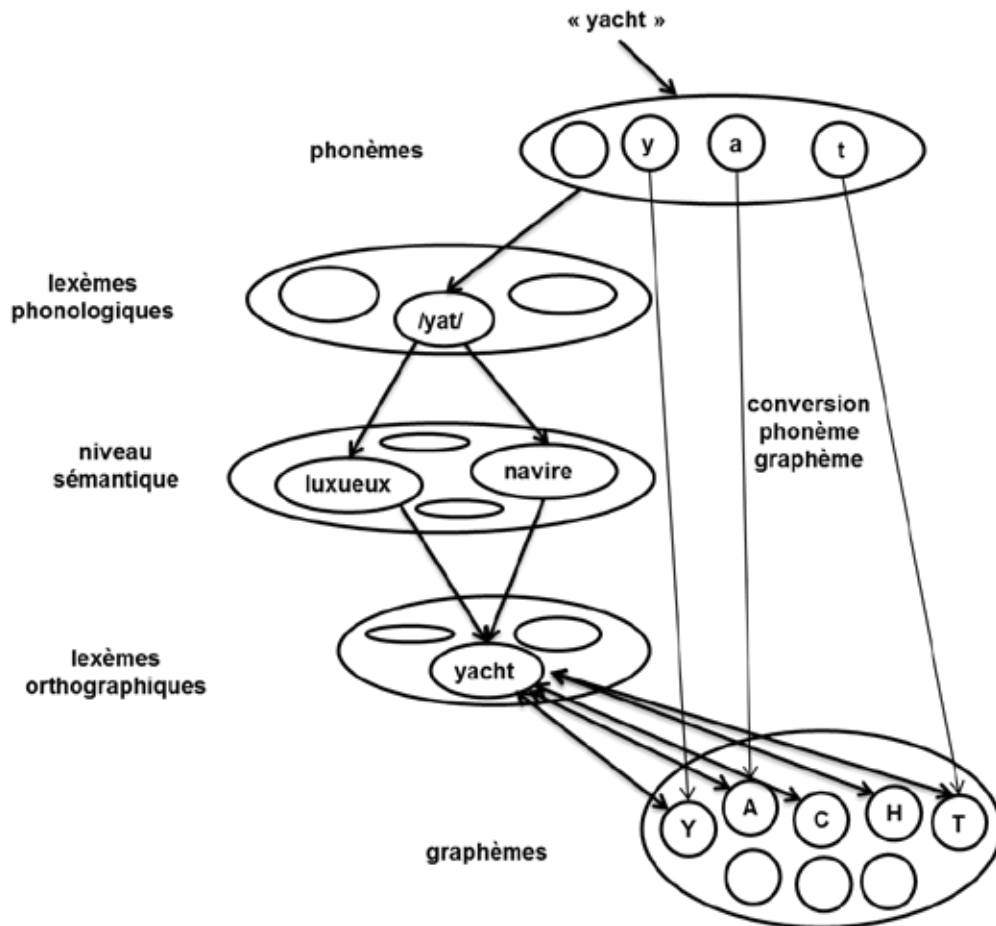 « yacht »
phonèmes
y a t
lexèmes
phonologiques
/yat/
conversion
phonème
graphème
niveau
sémantique
luxueux
navire
lexèmes
orthographiques
yacht
Y A C H T
graphèmes